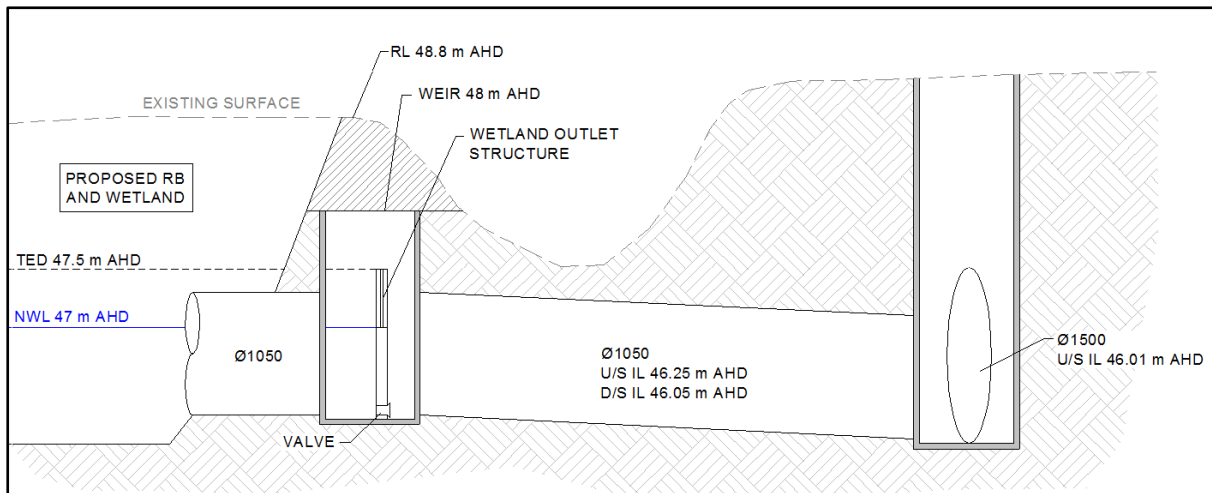 RL 48.8 m AHD
WEIR 48 m AHD
EXISTING SURFACE
WETLAND OUTLET
STRUCTURE
PROPOSED RB
AND WETLAND
TED 47.5 m AHD
NWL 47 m AHD
Ø1050
Ø1050
U/S IL 46.25 m AHD
D/S IL 46.05 m AHD
Ø1500
U/S IL 46.01 m AHD
VALVE